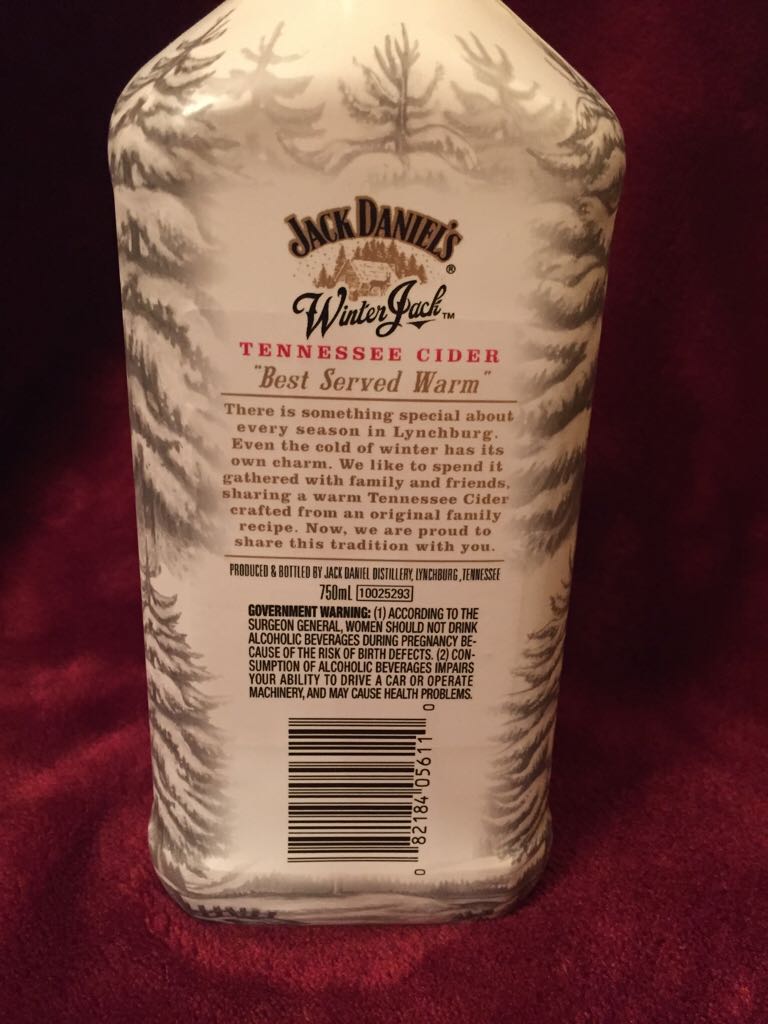 JACK DANIEL'S
®
Winter Jack™
TENNESSEE CIDER
"Best Served Warm"
There is something special about
every season in Lynchburg.
Even the cold of winter has its
own charm. We like to spend it
gathered with family and friends,
sharing a warm Tennessee Cider
crafted from an original family
recipe. Now, we are proud to
share this tradition with you.
PRODUCED & BOTTLED BY JACK DANIEL DISTILLERY, LYNCHBURG, TENNESSEE
750mL 10025293
GOVERNMENT WARNING: (1) ACCORDING TO THE
SURGEON GENERAL, WOMEN SHOULD NOT DRINK
ALCOHOLIC BEVERAGES DURING PREGNANCY BE-
CAUSE OF THE RISK OF BIRTH DEFECTS. (2) CON-
SUMPTION OF ALCOHOLIC BEVERAGES IMPAIRS
YOUR ABILITY TO DRIVE A CAR OR OPERATE
MACHINERY, AND MAY CAUSE HEALTH PROBLEMS.
0 82184 05611 0